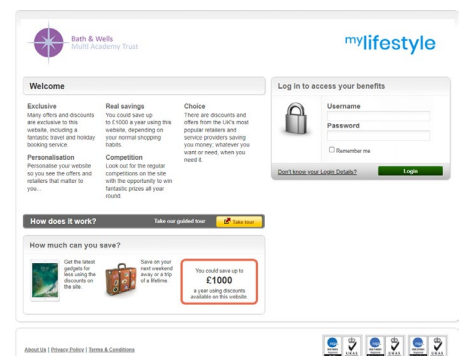 Bath & Wells
Multi Academy Trust
mylifestyle
Welcome
Exclusive
Many offers and discounts
are exclusive to this
website, including a
fantastic travel and holiday
booking service.
Personalisation
Personalise your website
so you see the offers and
retailers that matter to
you...
Real savings
You could save up
to £1000 a year using this
website, depending on
your normal shopping
habits.
Competition
Look out for the regular
competitions on the site
with the opportunity to win
fantastic prizes all year
round.
Choice
There are discounts and
offers from the UK's most
popular retailers and
service providers saving
you money, whatever you
want or need, when you
need it.
Log in to access your benefits
Username
Password
Remember me
Don't know your Login Details?
Login
How does it work?
Take our guided tour
Take tour
How much can you save?
Get the latest
gadgets for
less using the
discounts on
the site.
Save on your
next weekend
away or a trip
of a lifetime.
You could save up to
£1000
a year using discounts
available on this website.
About Us | Privacy Policy | Terms & Conditions
UKAS
UKAS
UKAS